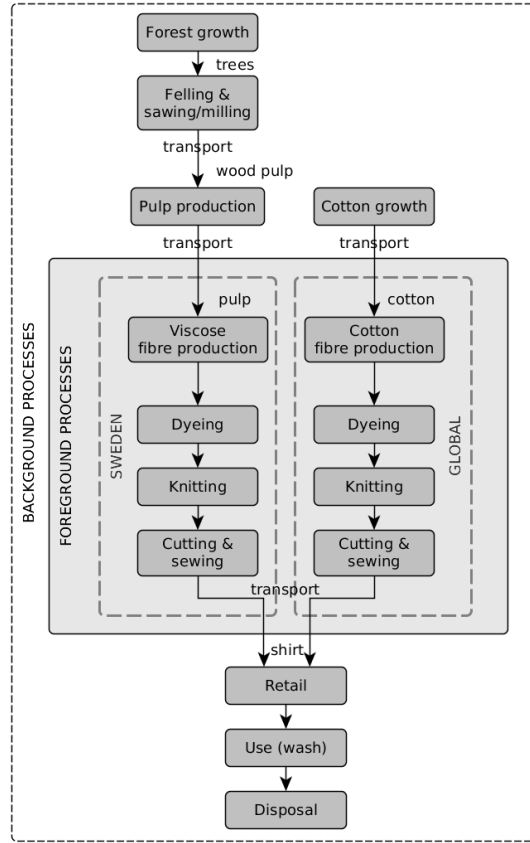 Forest growth
trees
Felling &
sawing/milling
transport
wood pulp
Pulp production
Cotton growth
transport
transport
BACKGROUND PROCESSES
FOREGROUND PROCESSES
SWEDEN
pulp
Viscose
fibre production
Dyeing
Knitting
Cutting &
sewing
GLOBAL
cotton
Cotton
fibre production
Dyeing
Knitting
Cutting &
sewing
transport
shirt
Retail
Use (wash)
Disposal